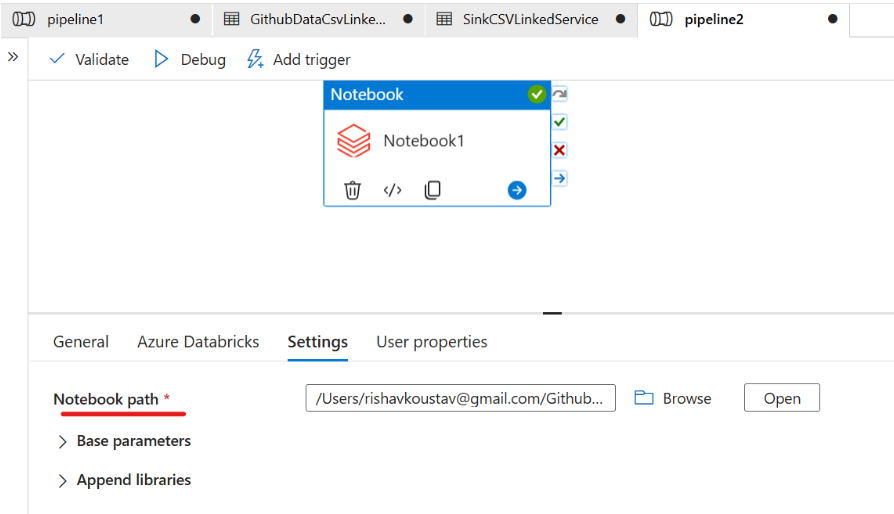 pipeline1
GithubDataCsvLinke...
SinkCSVLinkedService
pipeline2
Validate
Debug
Add trigger
Notebook
Notebook1
General
Azure Databricks
Settings
User properties
Notebook path *
/Users/rishavkoustav@gmail.com/Github...
Browse
Open
Base parameters
Append libraries